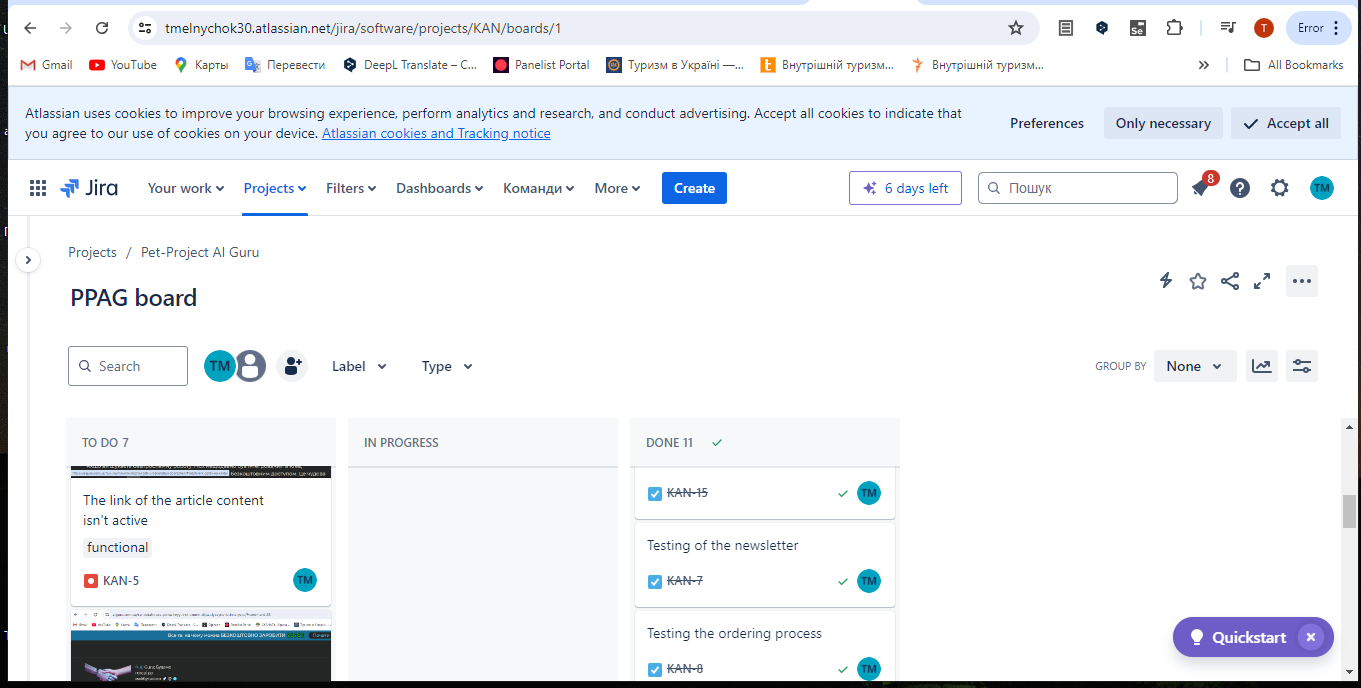 tmelnychok30.atlassian.net/jira/software/projects/KAN/boards/1
Se
T
Error
Gmail
YouTube
Карты
Перевести
DeepL Translate – C...
Panelist Portal
Туризм в Україні —...
Внутрішній туризм...
Внутрішній туризм...
All Bookmarks
Atlassian uses cookies to improve your browsing experience, perform analytics and research, and conduct advertising. Accept all cookies to indicate that
you agree to our use of cookies on your device. Atlassian cookies and Tracking notice
Preferences
Only necessary
Accept all
Jira
Your work
Projects
Filters
Dashboards
Команди
More
Create
6 days left
Пошук
8
TM
Projects / Pet-Project AI Guru
PPAG board
Search
TM
Label
Type
GROUP BY
None
TO DO 7
IN PROGRESS
DONE 11
The link of the article content
isn't active
functional
KAN-5
TM
KAN-15
TM
Testing of the newsletter
KAN-7
TM
Testing the ordering process
KAN-8
TM
Quickstart